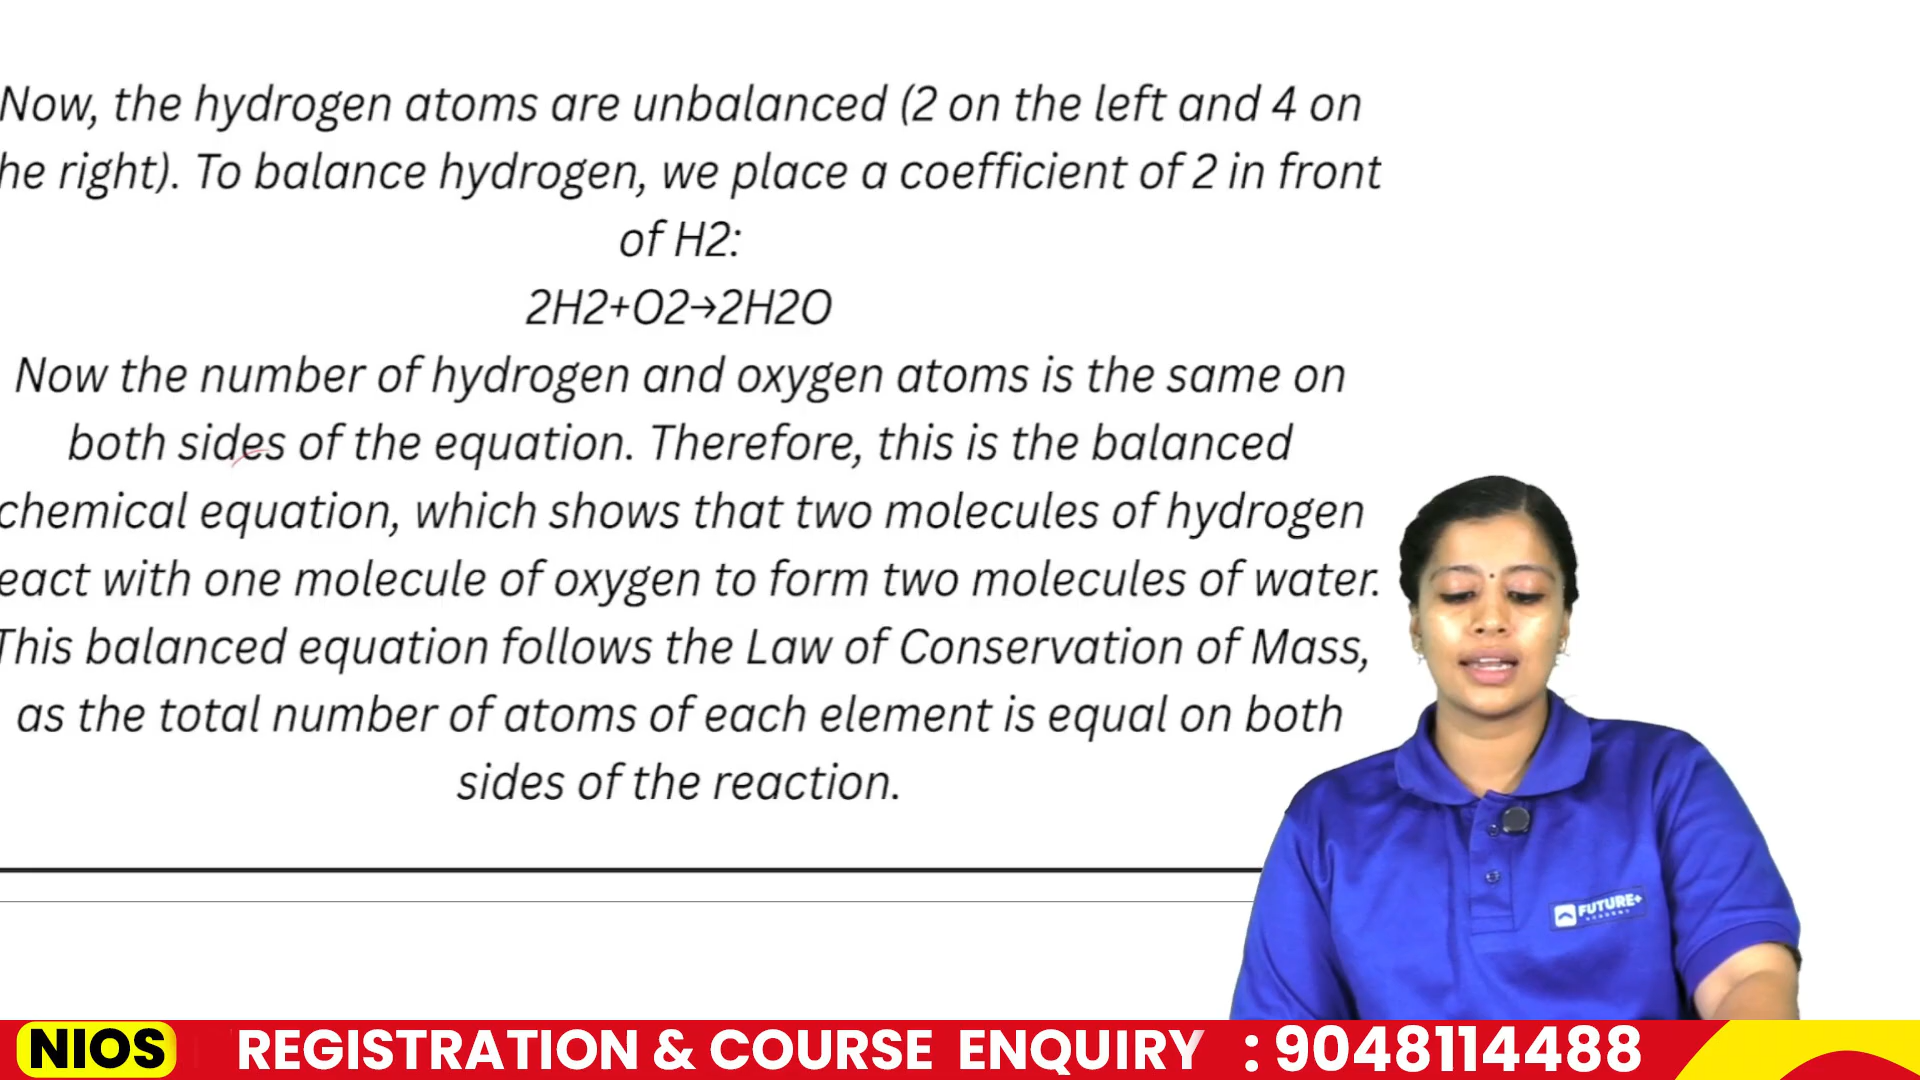 Now, the hydrogen atoms are unbalanced (2 on the left and 4 on
he right). To balance hydrogen, we place a coefficient of 2 in front
of H2:
2H2+O2→2H2O
Now the number of hydrogen and oxygen atoms is the same on
both sides of the equation. Therefore, this is the balanced
chemical equation, which shows that two molecules of hydrogen
eact with one molecule of oxygen to form two molecules of water.
This balanced equation follows the Law of Conservation of Mass,
as the total number of atoms of each element is equal on both
sides of the reaction.
FUTURE+
ACADEMY
NIOS REGISTRATION & COURSE ENQUIRY : 9048114488